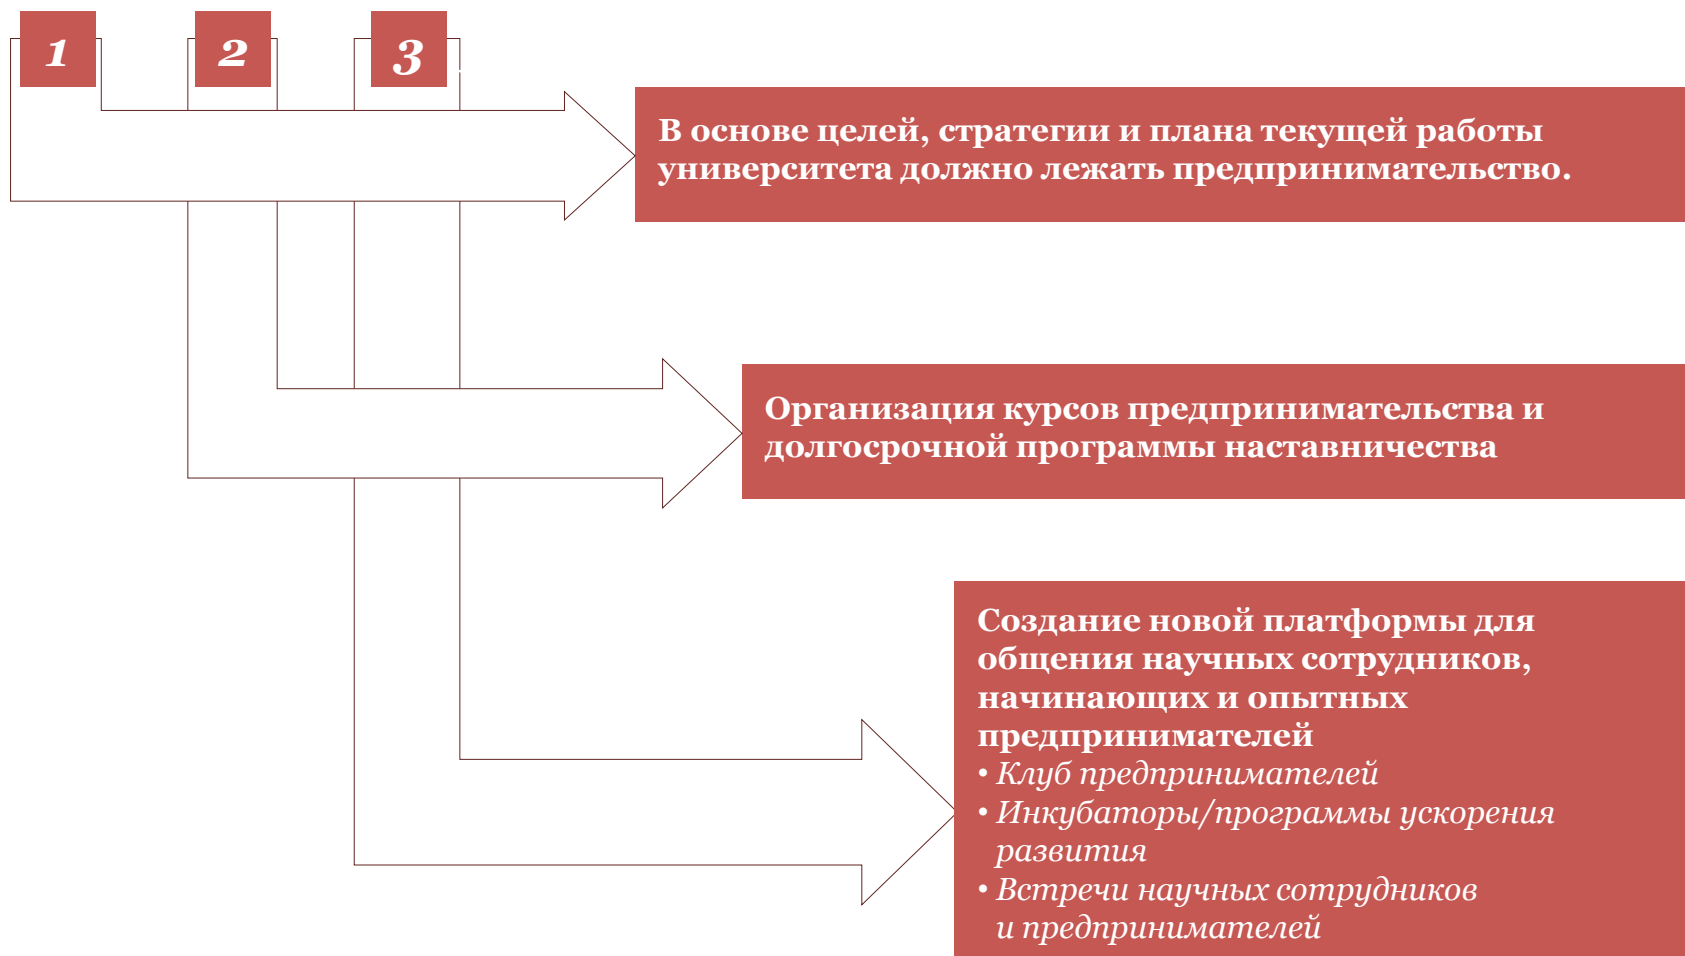 1
2
3
В основе целей, стратегии и плана текущей работы
университета должно лежать предпринимательство.
Организация курсов предпринимательства и
долгосрочной программы наставничества
Создание новой платформы для
общения научных сотрудников,
начинающих и опытных
предпринимателей
• Клуб предпринимателей
• Инкубаторы/программы ускорения
развития
• Встречи научных сотрудников
и предпринимателей